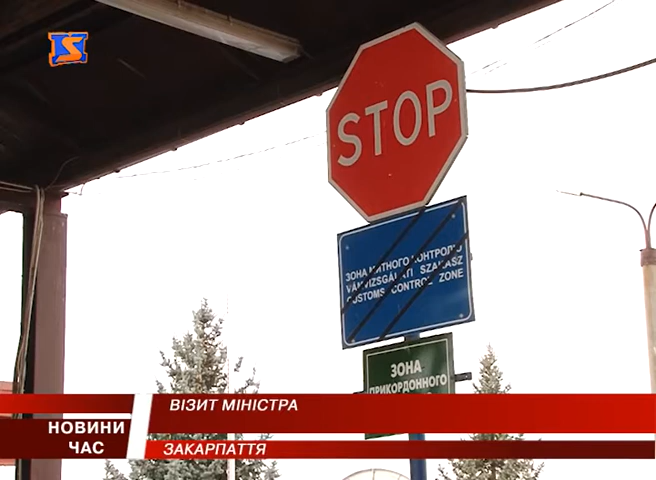 STOP
ЗОНА МИТНОГО КОНТРОЛЮ
VÁMVIZSGÁLATI SZAKASZ
CUSTOMS CONTROL ZONE
ЗОНА
ПРИКОРДОННОГО
ВІЗИТ МІНІСТРА
НОВИНИ
ЧАС
ЗАКАРПАТТЯ